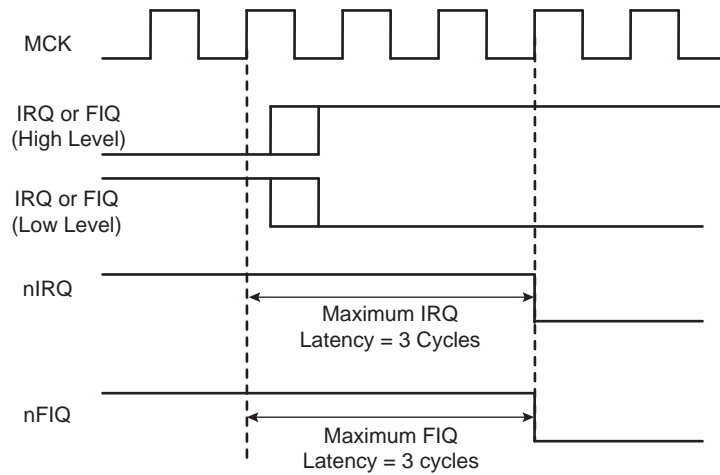 MCK
IRQ or FIQ
(High Level)
IRQ or FIQ
(Low Level)
nIRQ
Maximum IRQ
Latency = 3 Cycles
nFIQ
Maximum FIQ
Latency = 3 cycles